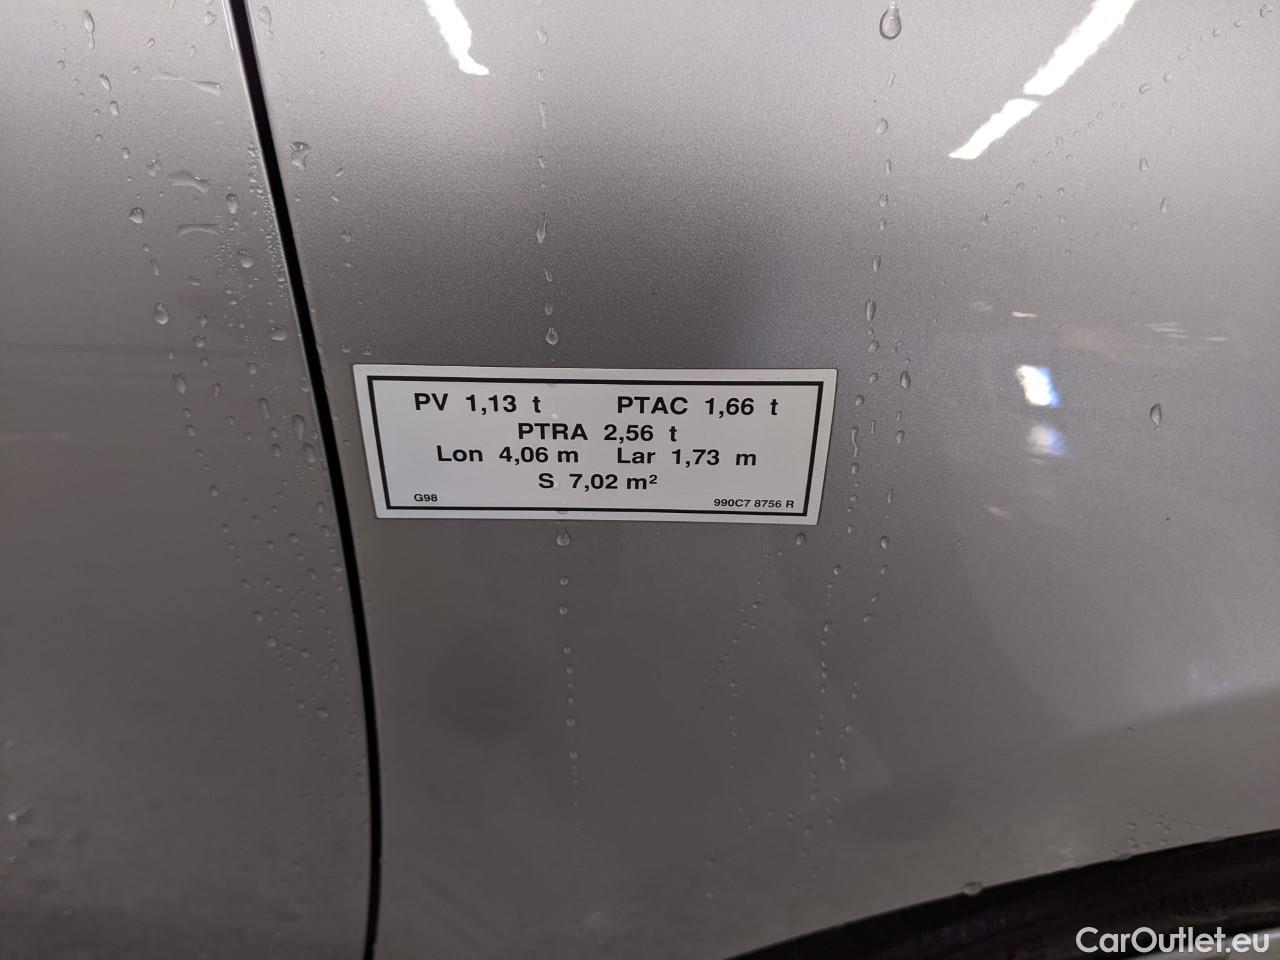 PV 1,13 t PTAC 1,66 t
PTRA 2,56 t
Lon 4,06 m Lar 1,73 m
S 7,02 m²
G98 990C7 8756 R
CarOutlet.eu